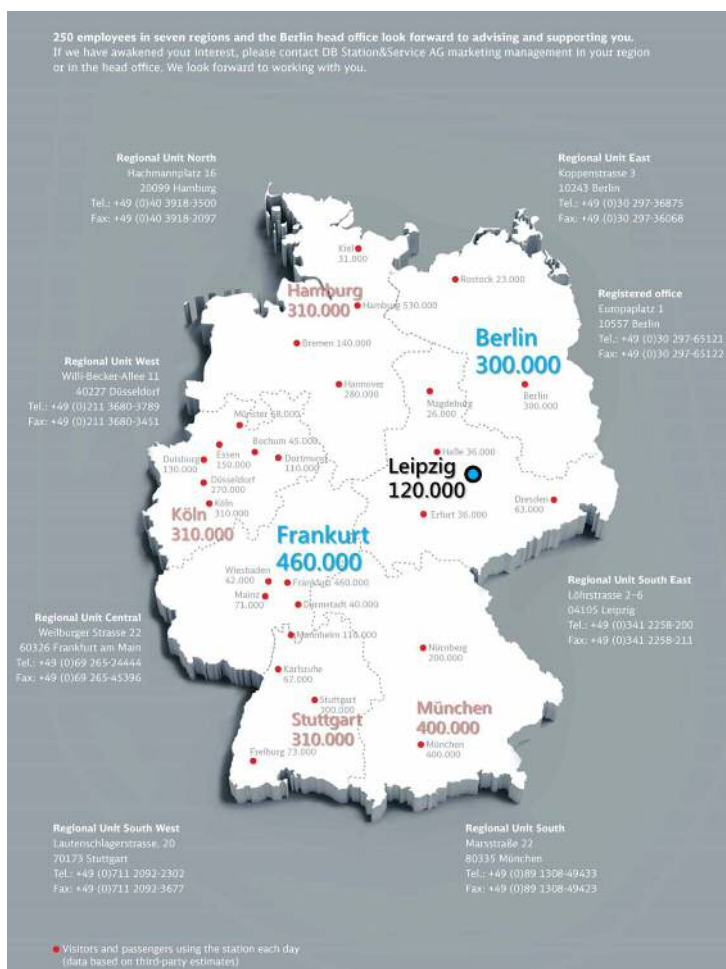 250 employees in seven regions and the Berlin head office look forward to advising and supporting you.
If we have awakened your interest, please contact DB Station&Service AG marketing management in your region
or in the head office. We look forward to working with you.
Regional Unit North
Hachmannplatz 16
20099 Hamburg
Tel.: +49 (0)40 3918-3500
Fax: +49 (0)40 3918-2097
Regional Unit East
Koppenstrasse 3
10243 Berlin
Tel.: +49 (0)30 297-36875
Fax: +49 (0)30 297-36068
Kiel
31.000
Rostock 23.000
Hamburg
310.000
Hamburg 530.000
Registered office
Europaplatz 1
10557 Berlin
Tel.: +49 (0)30 297-65121
Fax: +49 (0)30 297-65122
Berlin
300.000
Bremen 140.000
Regional Unit West
Willi-Becker-Allee 11
40227 Düsseldorf
Tel.: +49 (0)211 3680-3789
Fax: +49 (0)211 3680-3451
Hannover
280.000
Magdeburg
26.000
Berlin
300.000
Münster 68.000
Bochum 45.000
Essen
150.000
Duisburg
130.000
Dortmund
110.000
Halle 36.000
Leipzig
120.000
Düsseldorf
270.000
Köln
310.000
Köln
310.000
Dresden
63.000
Erfurt 36.000
Frankurt
460.000
Wiesbaden
42.000
Frankfurt 460.000
Mainz
71.000
Darmstadt 40.000
Regional Unit South East
Löhrstrasse 2–6
04105 Leipzig
Tel.: +49 (0)341 2258-200
Fax: +49 (0)341 2258-211
Regional Unit Central
Weilburger Strasse 22
60326 Frankfurt am Main
Tel.: +49 (0)69 265-24444
Fax: +49 (0)69 265-45396
Mannheim 110.000
Nürnberg
200.000
Karlsruhe
67.000
Stuttgart
300.000
Stuttgart
310.000
München
400.000
München
400.000
Freiburg 73.000
Regional Unit South West
Lautenschlagerstrasse, 20
70173 Stuttgart
Tel.: +49 (0)711 2092-2302
Fax: +49 (0)711 2092-3677
Regional Unit South
Marsstraße 22
80335 München
Tel.: +49 (0)89 1308-49433
Fax: +49 (0)89 1308-49423
Visitors and passengers using the station each day
(data based on third-party estimates)